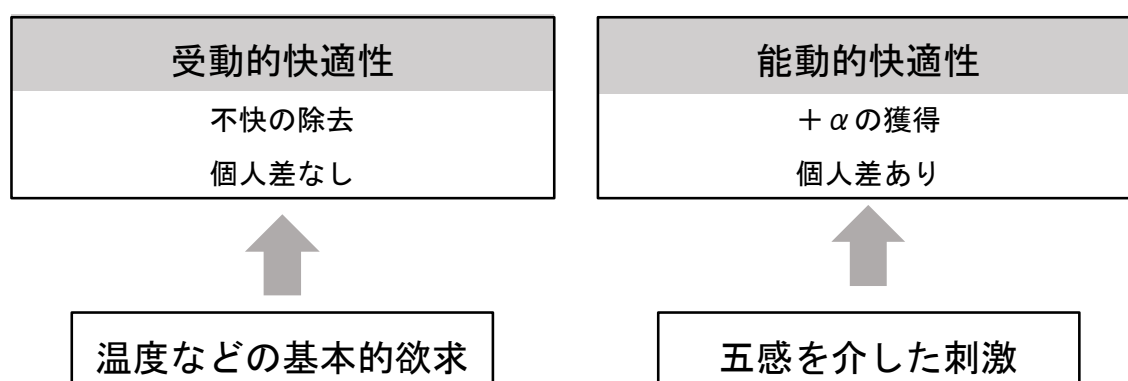 受動的快適性
不快の除去
個人差なし
温度などの基本的欲求
能動的快適性
＋αの獲得
個人差あり
五感を介した刺激